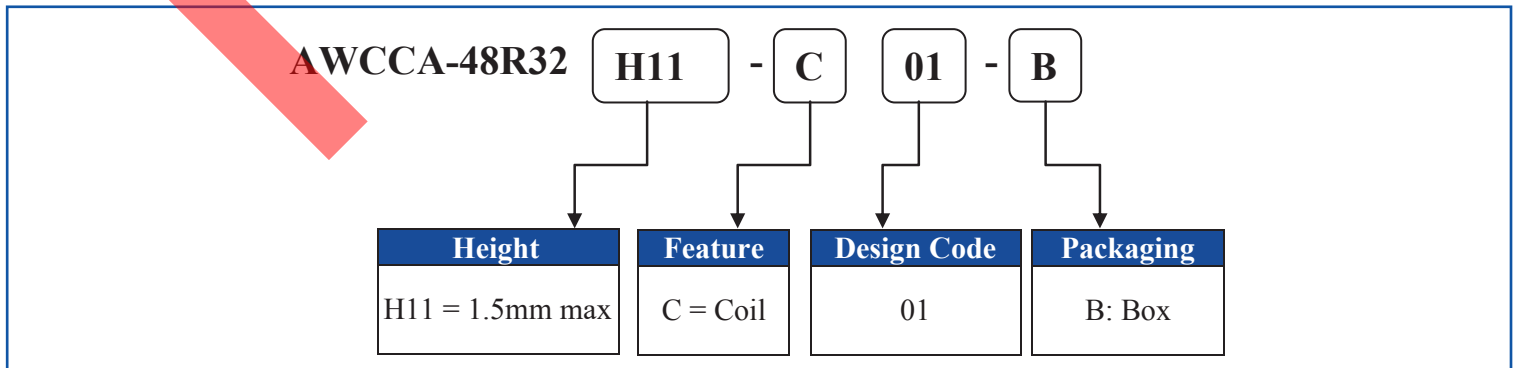 AWCCA-48R32 H11 - C 01 - B
Height Feature Design Code Packaging
H11 = 1.5mm max C = Coil 01 B: Box